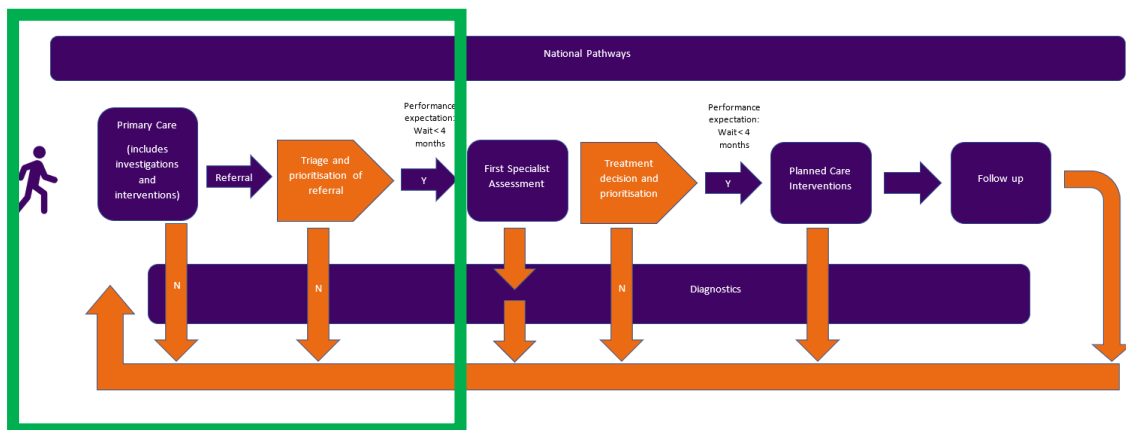 National Pathways
Performance
expectation:
Wait < 4
months
Performance
expectation:
Wait < 4
months
Primary Care
(includes
investigations
and
interventions)
Referral
Triage and
prioritisation of
referral
Y
First Specialist
Assessment
Treatment
decision and
prioritisation
Y
Planned Care
Interventions
Follow up
N
N
N
Diagnostics